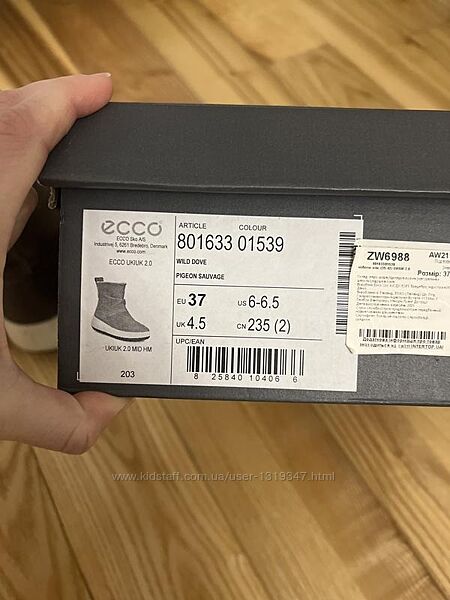 ecco
ECCO Sko A/S
Industrivej 5, 6261 Bredebro, Denmark
www.ecco.com
ECCO UKIUK 2.0
UKIUK 2.0 MID HM
203
ARTICLE COLOUR
801633 01539
WILD DOVE
PIGEON SAUVAGE
EU 37 US 6-6.5
UK 4.5 CN 235 (2)
UPC/EAN
8 25840 10406 6
ZW6988 AW21
Розмір: 37
www.kidstaff.com.ua/user-1319347.html